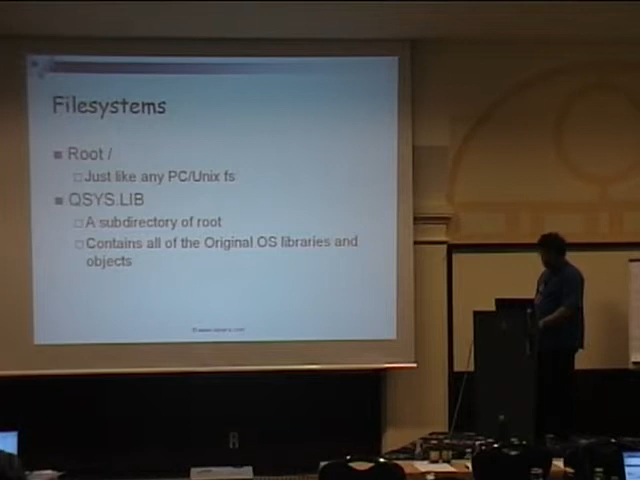 Filesystems
Root /
Just like any PC/Unix fs
QSYS.LIB
A subdirectory of root
Contains all of the Original OS libraries and
objects